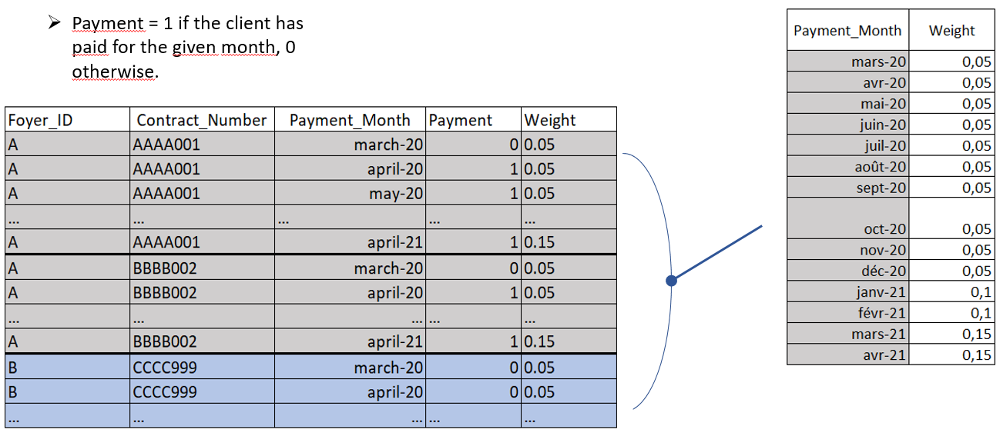 ➢ Payment = 1 if the client has
paid for the given month, 0
otherwise.
Foyer_ID Contract_Number Payment_Month Payment Weight
A AAAA001 march-20 0 0.05
A AAAA001 april-20 1 0.05
A AAAA001 may-20 1 0.05
... ... ... ... ...
A AAAA001 april-21 1 0.15
A BBBB002 march-20 0 0.05
A BBBB002 april-20 1 0.05
... ... ... ... ...
A BBBB002 april-21 1 0.15
B CCCC999 march-20 0 0.05
B CCCC999 april-20 0 0.05
... ... ... ... ...
Payment_Month Weight
mars-20 0,05
avr-20 0,05
mai-20 0,05
juin-20 0,05
juil-20 0,05
août-20 0,05
sept-20 0,05
oct-20 0,05
nov-20 0,05
déc-20 0,05
janv-21 0,1
févr-21 0,1
mars-21 0,15
avr-21 0,15